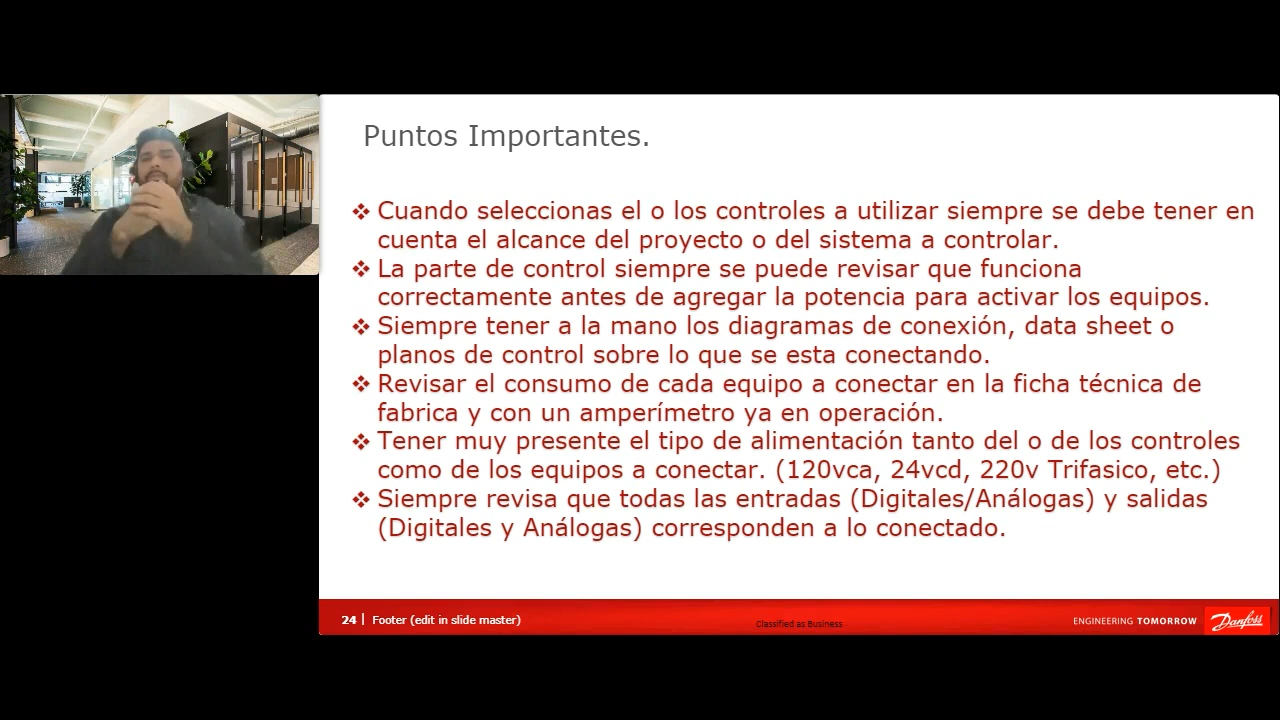 Puntos Importantes.
❖ Cuando seleccionas el o los controles a utilizar siempre se debe tener en
cuenta el alcance del proyecto o del sistema a controlar.
❖ La parte de control siempre se puede revisar que funciona
correctamente antes de agregar la potencia para activar los equipos.
❖ Siempre tener a la mano los diagramas de conexión, data sheet o
planos de control sobre lo que se esta conectando.
❖ Revisar el consumo de cada equipo a conectar en la ficha técnica de
fabrica y con un amperímetro ya en operación.
❖ Tener muy presente el tipo de alimentación tanto del o de los controles
como de los equipos a conectar. (120vca, 24vcd, 220v Trifasico, etc.)
❖ Siempre revisa que todas las entradas (Digitales/Análogas) y salidas
(Digitales y Análogas) corresponden a lo conectado.
24 | Footer (edit in slide master)
Classified as Business
ENGINEERING TOMORROW
Danfoss